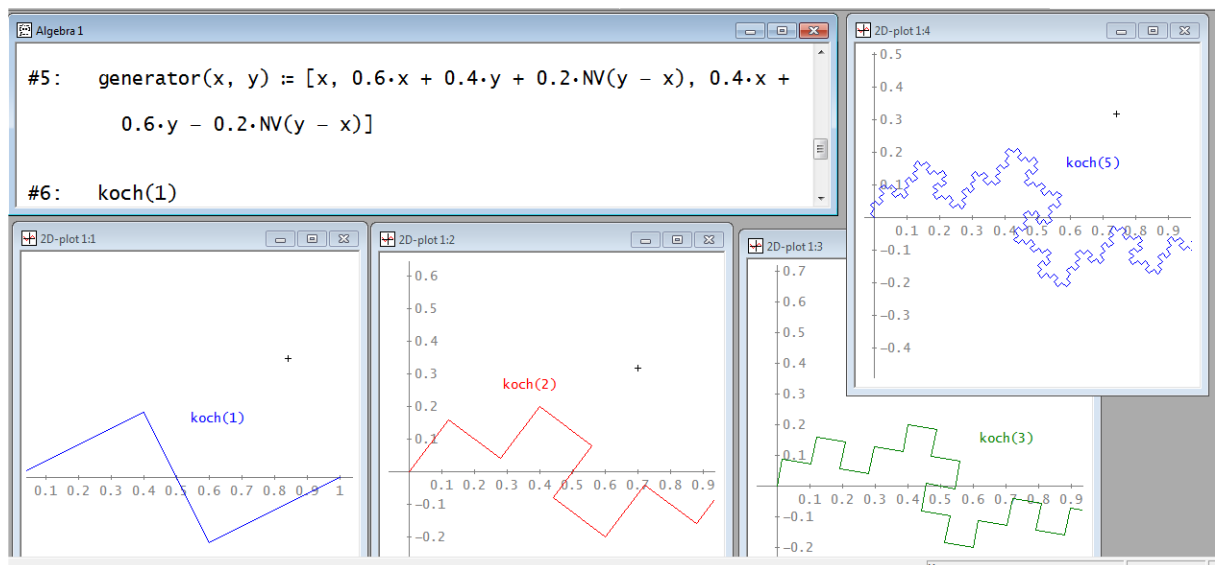 Algebra 1
#5: generator(x, y) ≔ [x, 0.6·x + 0.4·y + 0.2·NV(y − x), 0.4·x +
0.6·y − 0.2·NV(y − x)]
#6: koch(1)
2D-plot 1:4
0.5
0.4
0.3
0.2
koch(5)
0.1
0.1 0.2 0.3 0.4 0.5 0.6 0.7 0.8 0.9
−0.1
−0.2
−0.3
−0.4
2D-plot 1:1
koch(1)
0.1 0.2 0.3 0.4 0.5 0.6 0.7 0.8 0.9 1
2D-plot 1:2
0.6
0.5
0.4
0.3
koch(2)
0.2
0.1
0.1 0.2 0.3 0.4 0.5 0.6 0.7 0.8 0.9
−0.1
−0.2
2D-plot 1:3
0.7
0.6
0.5
0.4
0.3
0.2
koch(3)
0.1
0.1 0.2 0.3 0.4 0.5 0.6 0.7 0.8 0.9
−0.1
−0.2